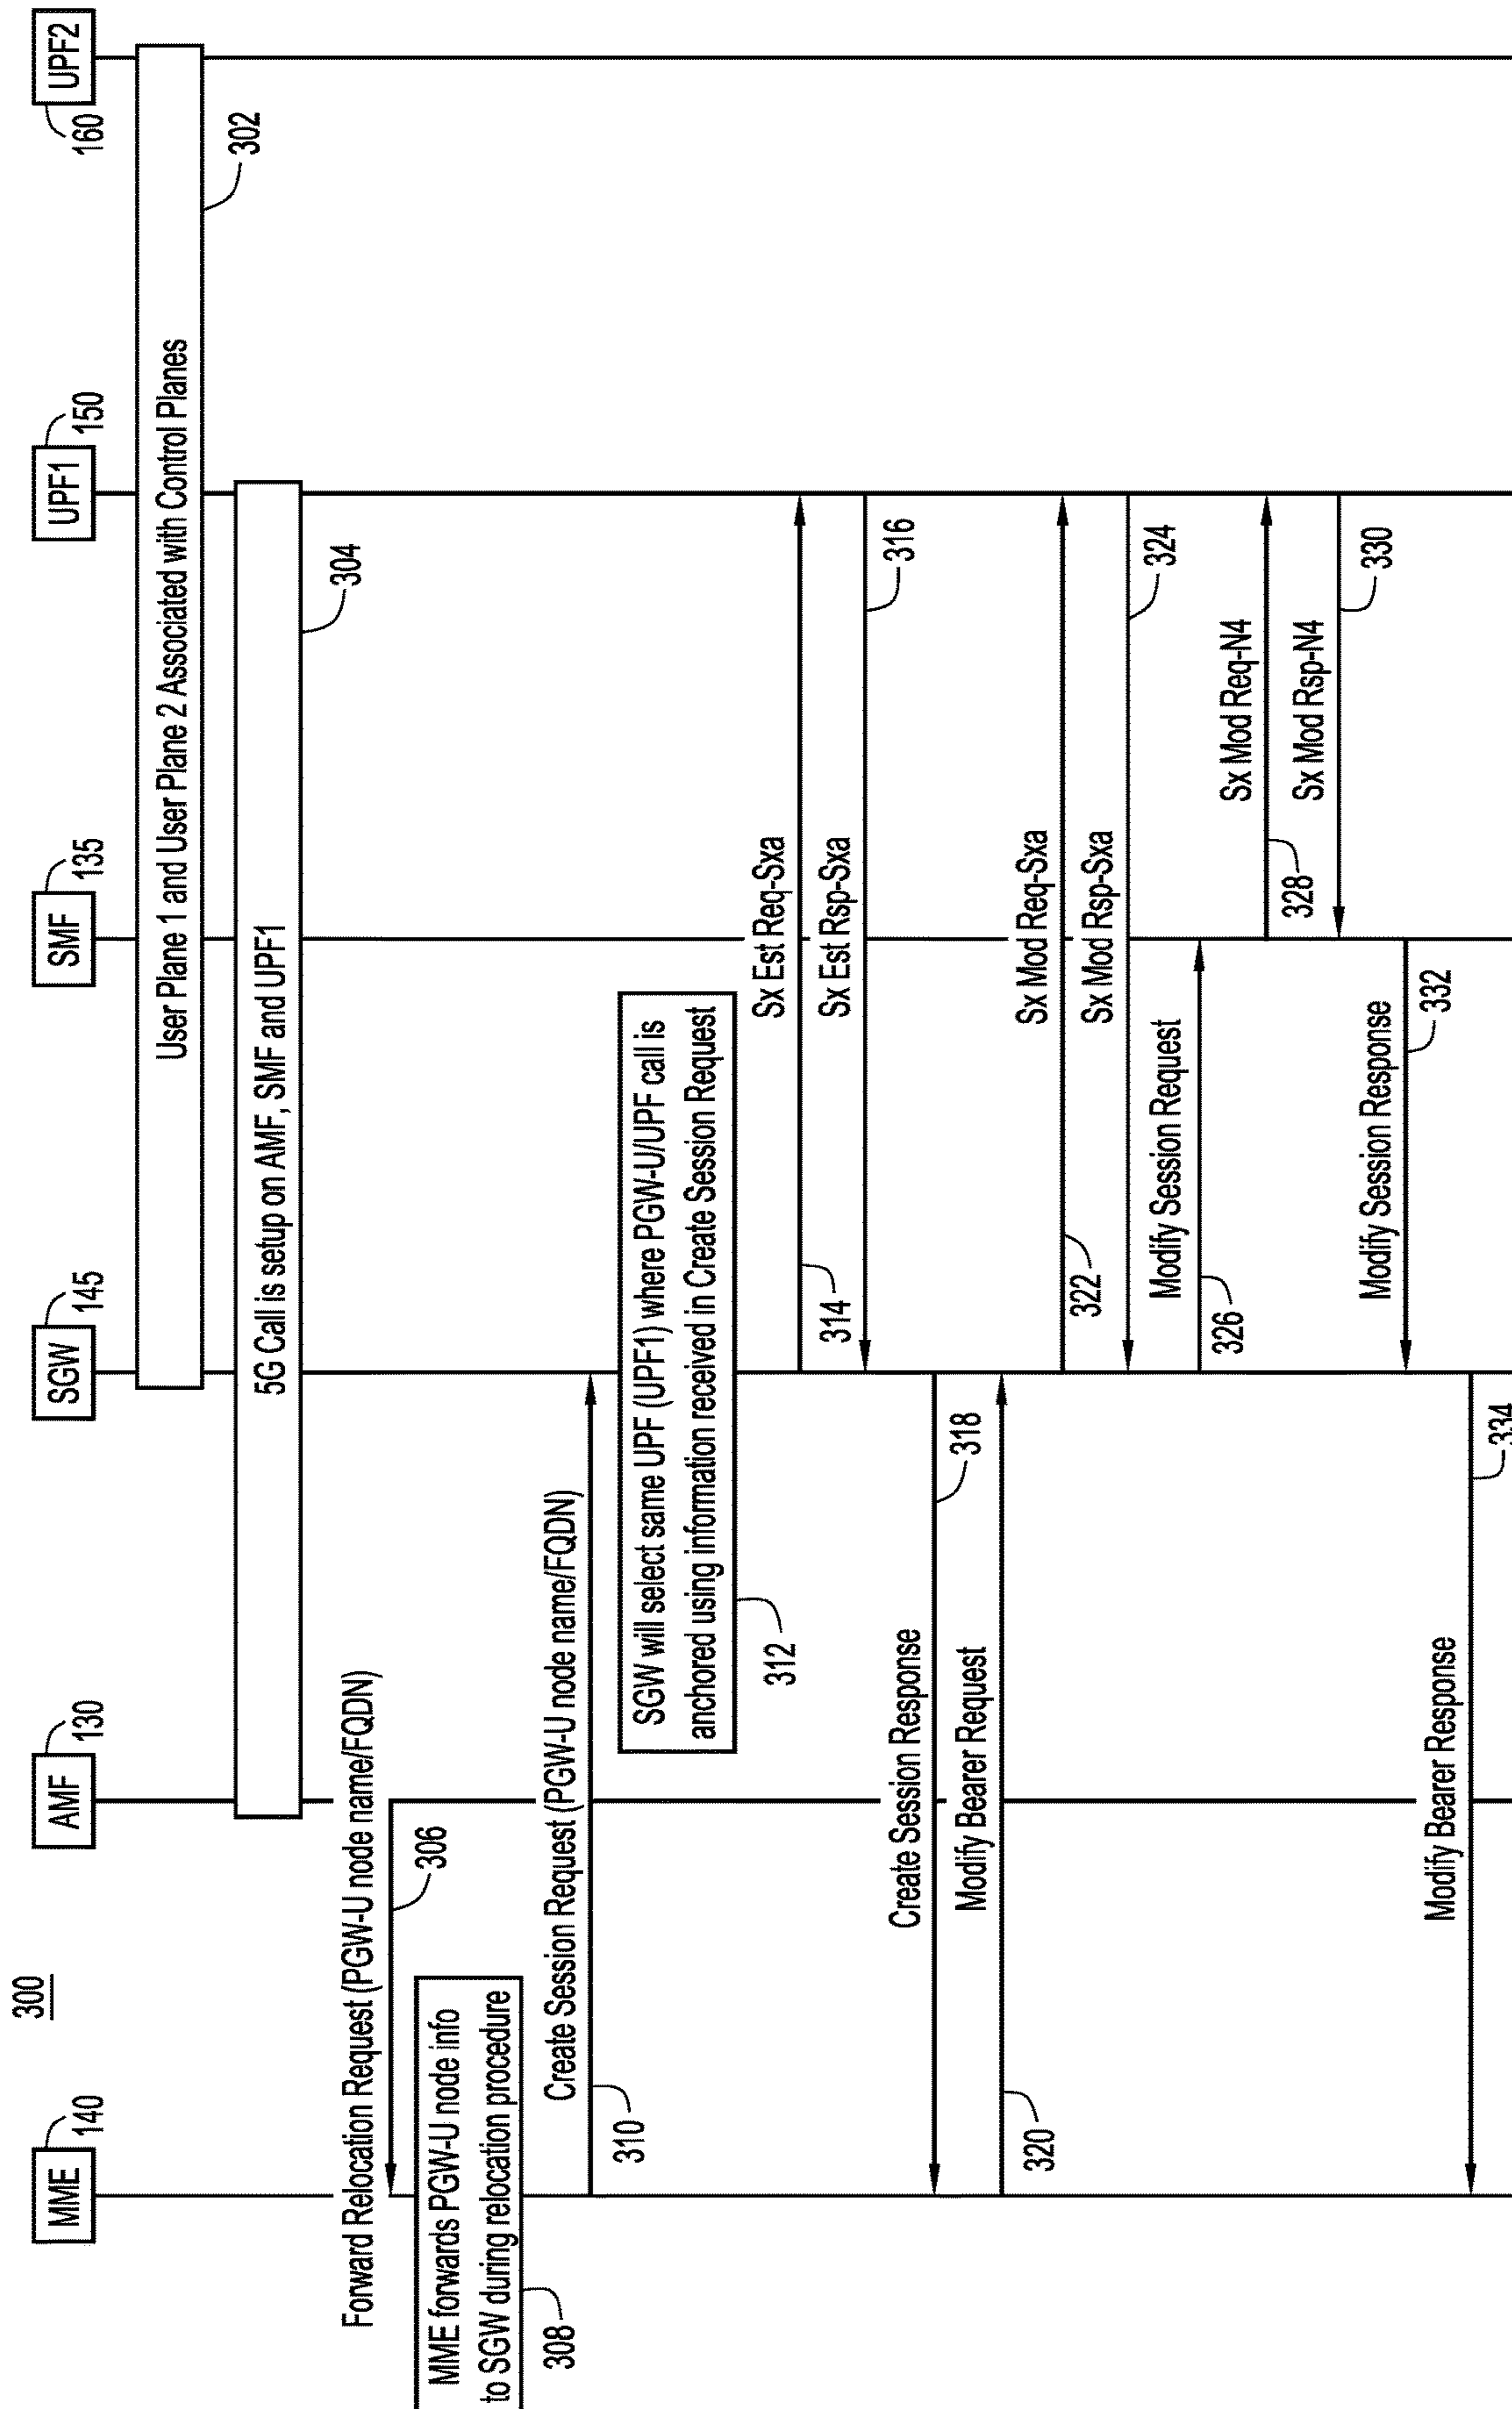 300
MME
140
AMF
130
SGW
145
SMF
135
UPF1
150
UPF2
160
User Plane 1 and User Plane 2 Associated with Control Planes
302
5G Call is setup on AMF, SMF and UPF1
304
Forward Relocation Request (PGW-U node name/FQDN)
306
MME forwards PGW-U node info
to SGW during relocation procedure
308
Create Session Request (PGW-U node name/FQDN)
310
SGW will select same UPF (UPF1) where PGW-U/UPF call is
anchored using information received in Create Session Request
312
Sx Est Req-Sxa
314
Sx Est Rsp-Sxa
316
Create Session Response
318
Modify Bearer Request
320
Sx Mod Req-Sxa
322
Sx Mod Rsp-Sxa
324
Modify Session Request
326
Sx Mod Req-N4
328
Sx Mod Rsp-N4
330
Modify Session Response
332
Modify Bearer Response
334